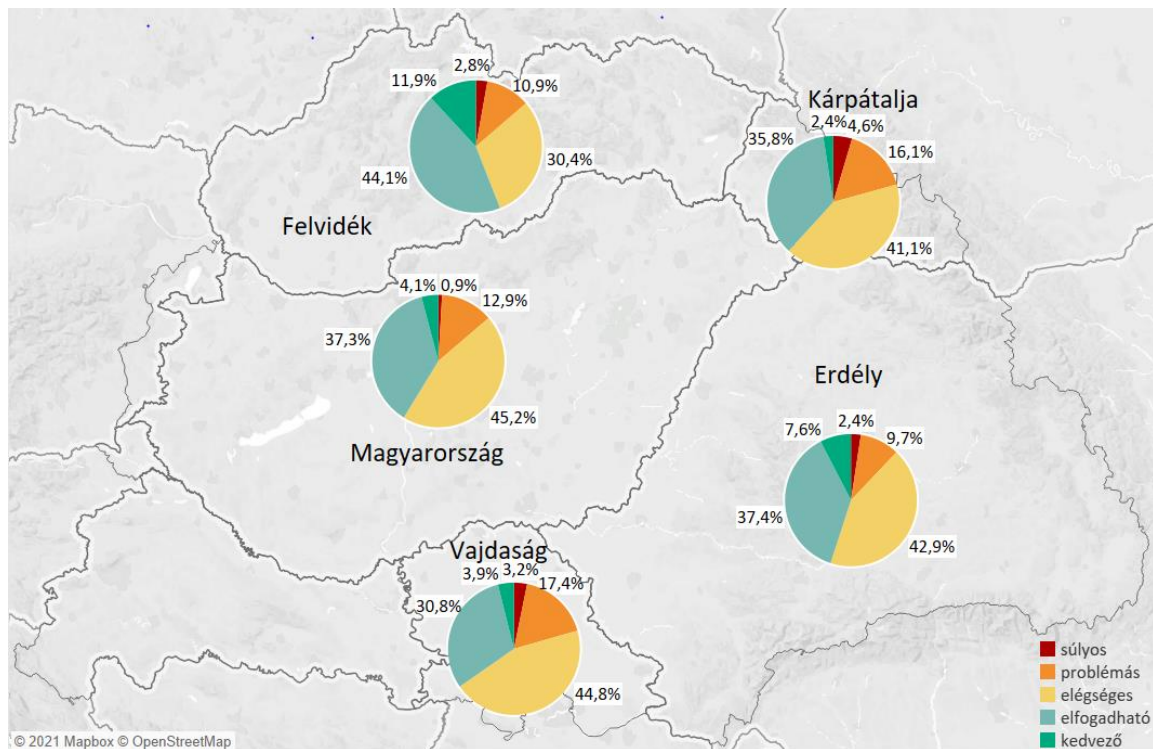 2,8%
11,9%
10,9%
30,4%
44,1%
Felvidék
Kárpátalja
2,4%
4,6%
35,8%
16,1%
41,1%
4,1%
0,9%
12,9%
37,3%
45,2%
Magyarország
Erdély
2,4%
7,6%
9,7%
37,4%
42,9%
Vajdaság
3,9%
3,2%
17,4%
30,8%
44,8%
súlyos
problémás
elégséges
elfogadható
kedvező
© 2021 Mapbox © OpenStreetMap